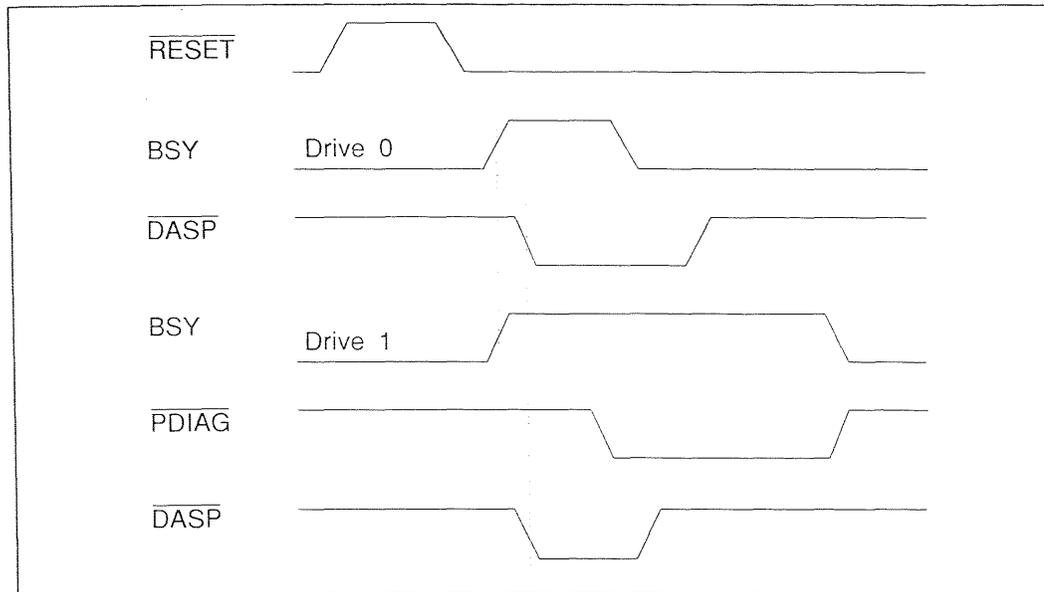 RESET
BSY Drive 0
DASP
BSY Drive 1
PDIAG
DASP